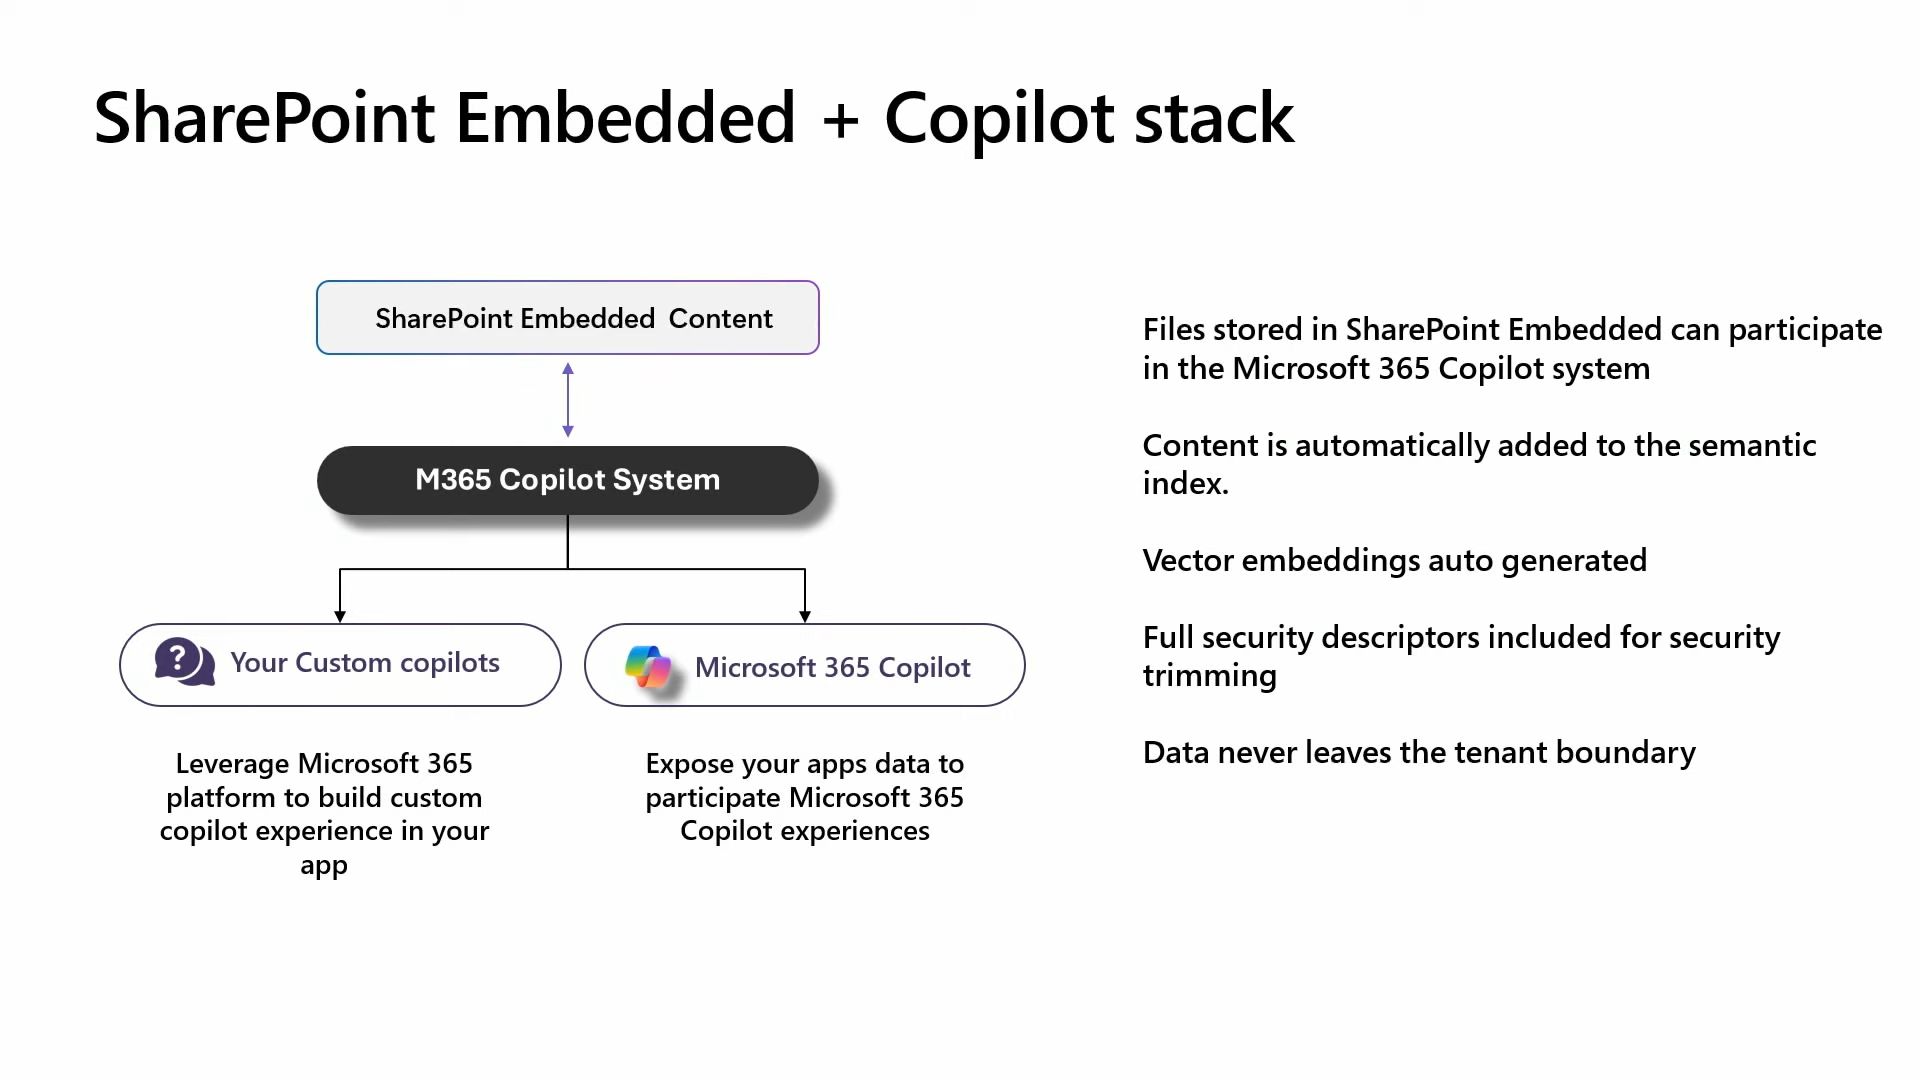 SharePoint Embedded + Copilot stack
SharePoint Embedded Content
M365 Copilot System
? Your Custom copilots
Microsoft 365 Copilot
Leverage Microsoft 365
platform to build custom
copilot experience in your
app
Expose your apps data to
participate Microsoft 365
Copilot experiences
Files stored in SharePoint Embedded can participate
in the Microsoft 365 Copilot system
Content is automatically added to the semantic
index.
Vector embeddings auto generated
Full security descriptors included for security
trimming
Data never leaves the tenant boundary